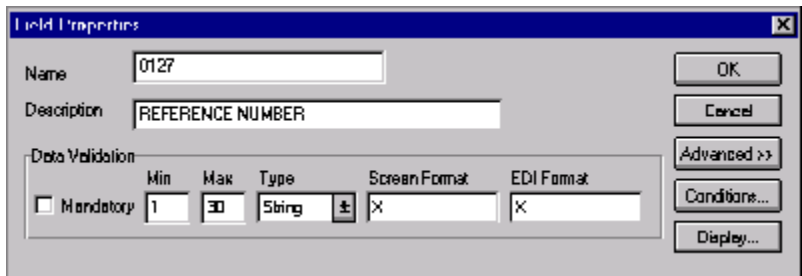 Field Properties
Name 0127 OK
Description REFERENCE NUMBER Cancel
Data Validation Advanced >>
Min Max Type Screen Format EDI Format
Mandatory 1 30 String X X Conditions...
Display...